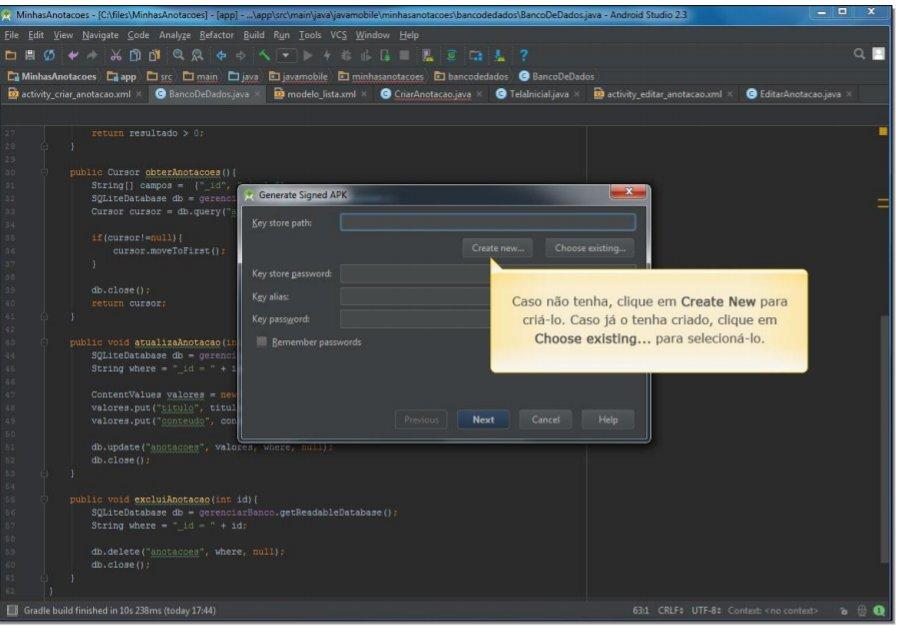 MinhasAnotacoes - [C:\files\MinhasAnotacoes] - [app] - ...\app\src\main\java\javamobile\minhasanotacoes\bancodedados\BancoDeDados.java - Android Studio 2.3
File Edit View Navigate Code Analyze Refactor Build Run Tools VCS Window Help
MinhasAnotacoes app src main java javamobile minhasanotacoes bancodedados BancoDeDados
activity_criar_anotacao.xml BancoDeDados.java modelo_lista.xml CriarAnotacao.java TelaInicial.java activity_editar_anotacao.xml EditarAnotacao.java
27 return resultado > 0;
28 }
29
30 public Cursor obterAnotacoes(){
31 String[] campos = {"_id",
32 SQLiteDatabase db = gerenci
33 Cursor cursor = db.query("a
34
35 if(cursor!=null){
36 cursor.moveToFirst();
37 }
38
39 db.close();
40 return cursor;
41 }
42
43 public void atualizaAnotacao(in
44 SQLiteDatabase db = gerenci
45 String where = "_id = " + i
46
47 ContentValues valores = new
48 valores.put("titulo", titul
49 valores.put("conteudo", con
50
51 db.update("anotacoes", valores, where, null);
52 db.close();
53 }
54
55 public void excluiAnotacao(int id){
56 SQLiteDatabase db = gerenciarBanco.getReadableDatabase();
57 String where = "_id = " + id;
58
59 db.delete("anotacoes", where, null);
60 db.close();
61 }
62 }
Generate Signed APK
Key store path:
Create new... Choose existing...
Key store password:
Key alias:
Key password:
Remember passwords
Previous Next Cancel Help
Caso não tenha, clique em Create New para
criá-lo. Caso já o tenha criado, clique em
Choose existing... para selecioná-lo.
Gradle build finished in 10s 238ms (today 17:44)
63:1 CRLF÷ UTF-8÷ Context: <no context>